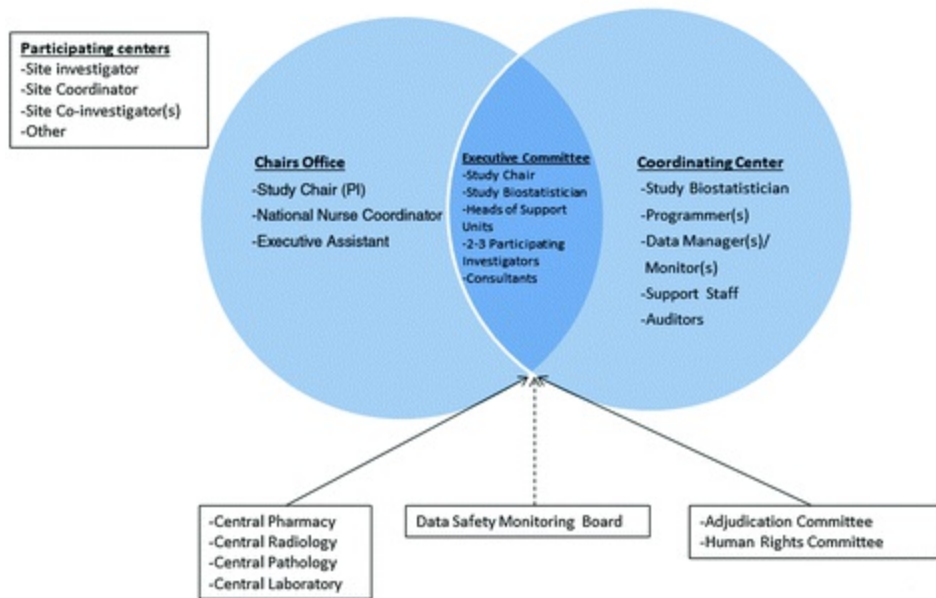 Participating centers
-Site investigator
-Site Coordinator
-Site Co-investigator(s)
-Other
Chairs Office
-Study Chair (PI)
-National Nurse Coordinator
-Executive Assistant
Executive Committee
-Study Chair
-Study Biostatistician
-Heads of Support
Units
-2-3 Participating
Investigators
-Consultants
Coordinating Center
-Study Biostatistician
-Programmer(s)
-Data Manager(s)/
Monitor(s)
-Support Staff
-Auditors
-Central Pharmacy
-Central Radiology
-Central Pathology
-Central Laboratory
Data Safety Monitoring Board
-Adjudication Committee
-Human Rights Committee